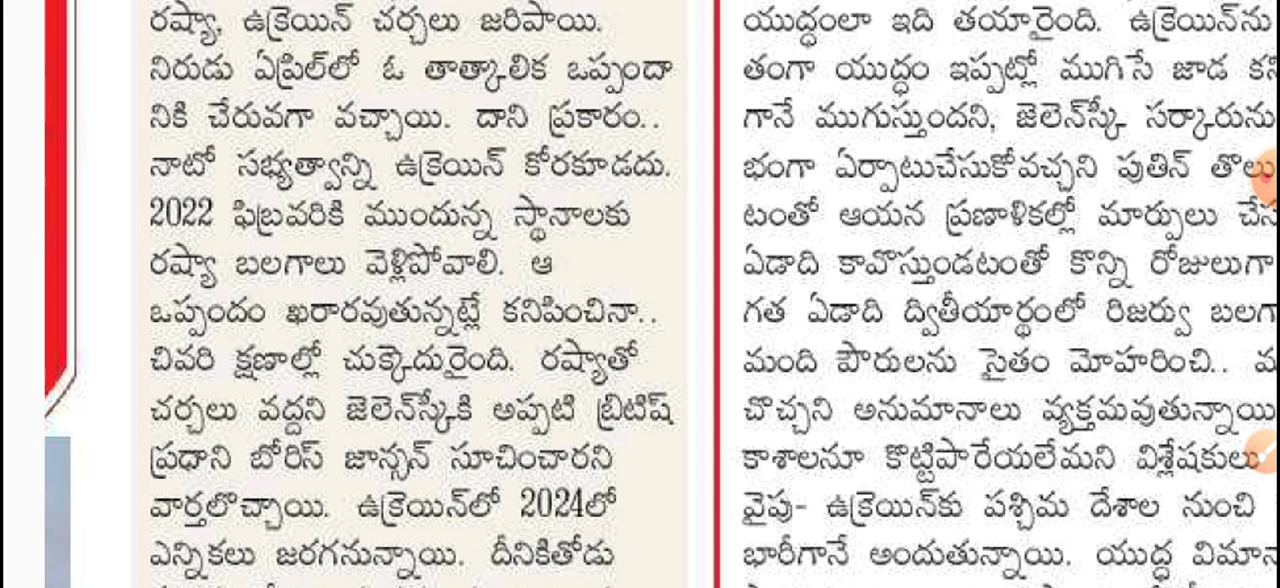 రష్యా, ఉక్రెయిన్ చర్చలు జరిపాయి.
నిరుడు ఏప్రిల్‌లో ఓ తాత్కాలిక ఒప్పందా
నికి చేరువగా వచ్చాయి. దాని ప్రకారం..
నాటో సభ్యత్వాన్ని ఉక్రెయిన్ కోరకూడదు.
2022 ఫిబ్రవరికి ముందున్న స్థానాలకు
రష్యా బలగాలు వెళ్లిపోవాలి. ఆ
ఒప్పందం ఖరారవుతున్నట్లే కనిపించినా..
చివరి క్షణాల్లో చుక్కెదురైంది. రష్యాతో
చర్చలు వద్దని జెలెన్‌స్కీకి అప్పటి బ్రిటిష్
ప్రధాని బోరిస్ జాన్సన్ సూచించారని
వార్తలొచ్చాయి. ఉక్రెయిన్‌లో 2024లో
ఎన్నికలు జరగనున్నాయి. దీనికితోడు
యుద్ధంలా ఇది తయారైంది. ఉక్రెయిన్‌ను
తంగా యుద్ధం ఇప్పట్లో ముగిసే జాడ
గానే ముగుస్తుందని, జెలెన్‌స్కీ సర్కారును
భంగా ఏర్పాటుచేసుకోవచ్చని పుతిన్
టంతో ఆయన ప్రణాళికల్లో మార్పులు
ఏడాది కావొస్తుండటంతో కొన్ని రోజులుగా
గత ఏడాది ద్వితీయార్థంలో రిజర్వు
మంది పౌరులను సైతం మోహరించి..
చొచ్చని అనుమానాలు వ్యక్తమవుతున్నాయి
కాశాలనూ కొట్టిపారేయలేమని విశ్లేషకులు
వైపు- ఉక్రెయిన్‌కు పశ్చిమ దేశాల నుంచి
భారీగానే అందుతున్నాయి. యుద్ధ